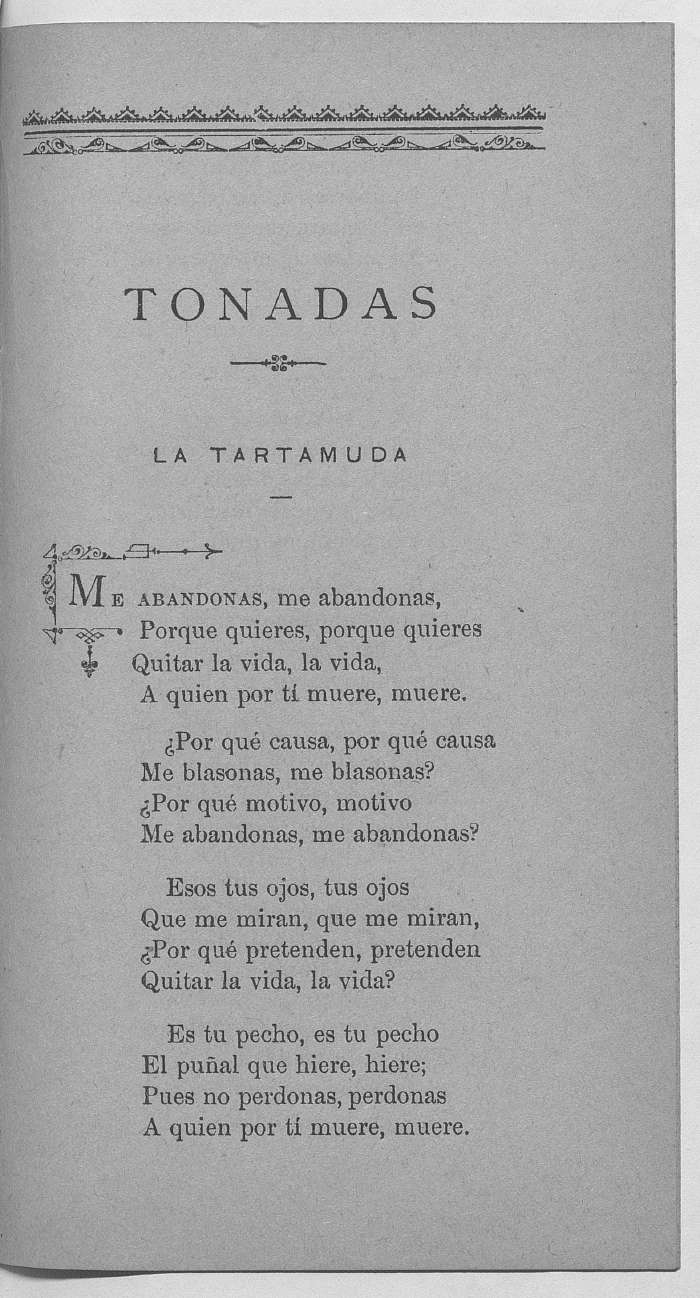 TONADAS
LA TARTAMUDA
ME ABANDONAS, me abandonas,
Porque quieres, porque quieres
Quitar la vida, la vida,
A quien por tí muere, muere.
¿Por qué causa, por qué causa
Me blasonas, me blasonas?
¿Por qué motivo, motivo
Me abandonas, me abandonas?
Esos tus ojos, tus ojos
Que me miran, que me miran,
¿Por qué pretenden, pretenden
Quitar la vida, la vida?
Es tu pecho, es tu pecho
El puñal que hiere, hiere;
Pues no perdonas, perdonas
A quien por tí muere, muere.